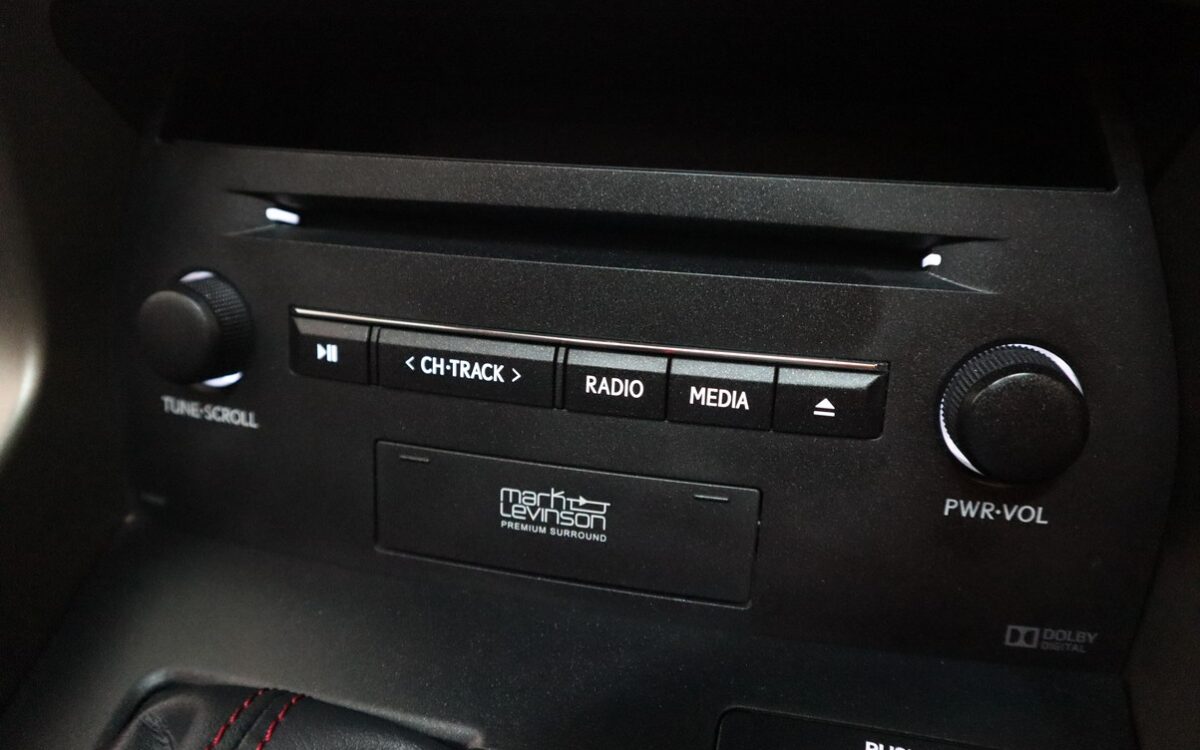 < CH·TRACK >
RADIO
MEDIA
TUNE·SCROLL
mark
Levinson
PREMIUM SURROUND
PWR·VOL
DOLBY
DIGITAL